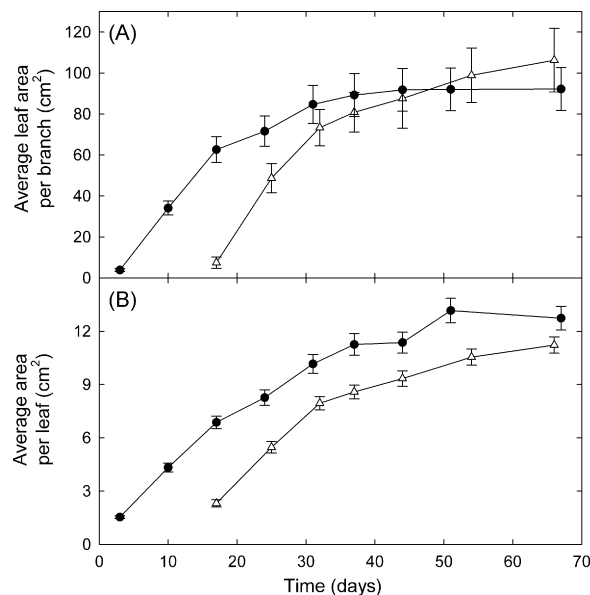 (A)
Average leaf area
per branch (cm²)
120
100
80
60
40
20
0
(B)
Average area
per leaf (cm²)
12
9
6
3
0
0 10 20 30 40 50 60 70
Time (days)